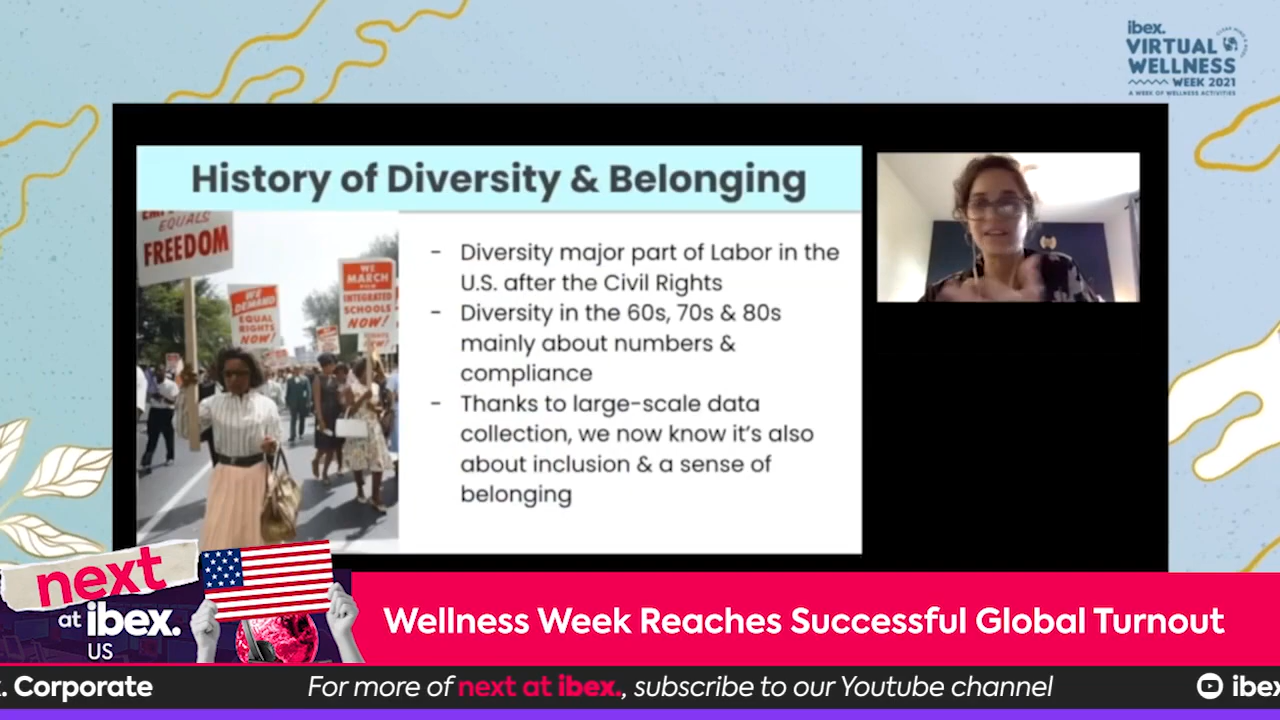 ibex.
VIRTUAL
WELLNESS
WEEK 2021
A WEEK OF WELLNESS ACTIVITIES
History of Diversity & Belonging
EQUALS
FREEDOM
WE
DEMAND
EQUAL
RIGHTS
NOW!
WE
MARCH
FOR
INTEGRATED
SCHOOLS
NOW!
- Diversity major part of Labor in the
U.S. after the Civil Rights
- Diversity in the 60s, 70s & 80s
mainly about numbers &
compliance
- Thanks to large-scale data
collection, we now know it's also
about inclusion & a sense of
belonging
next
at ibex.
US
Wellness Week Reaches Successful Global Turnout
. Corporate
For more of next at ibex., subscribe to our Youtube channel
ibex